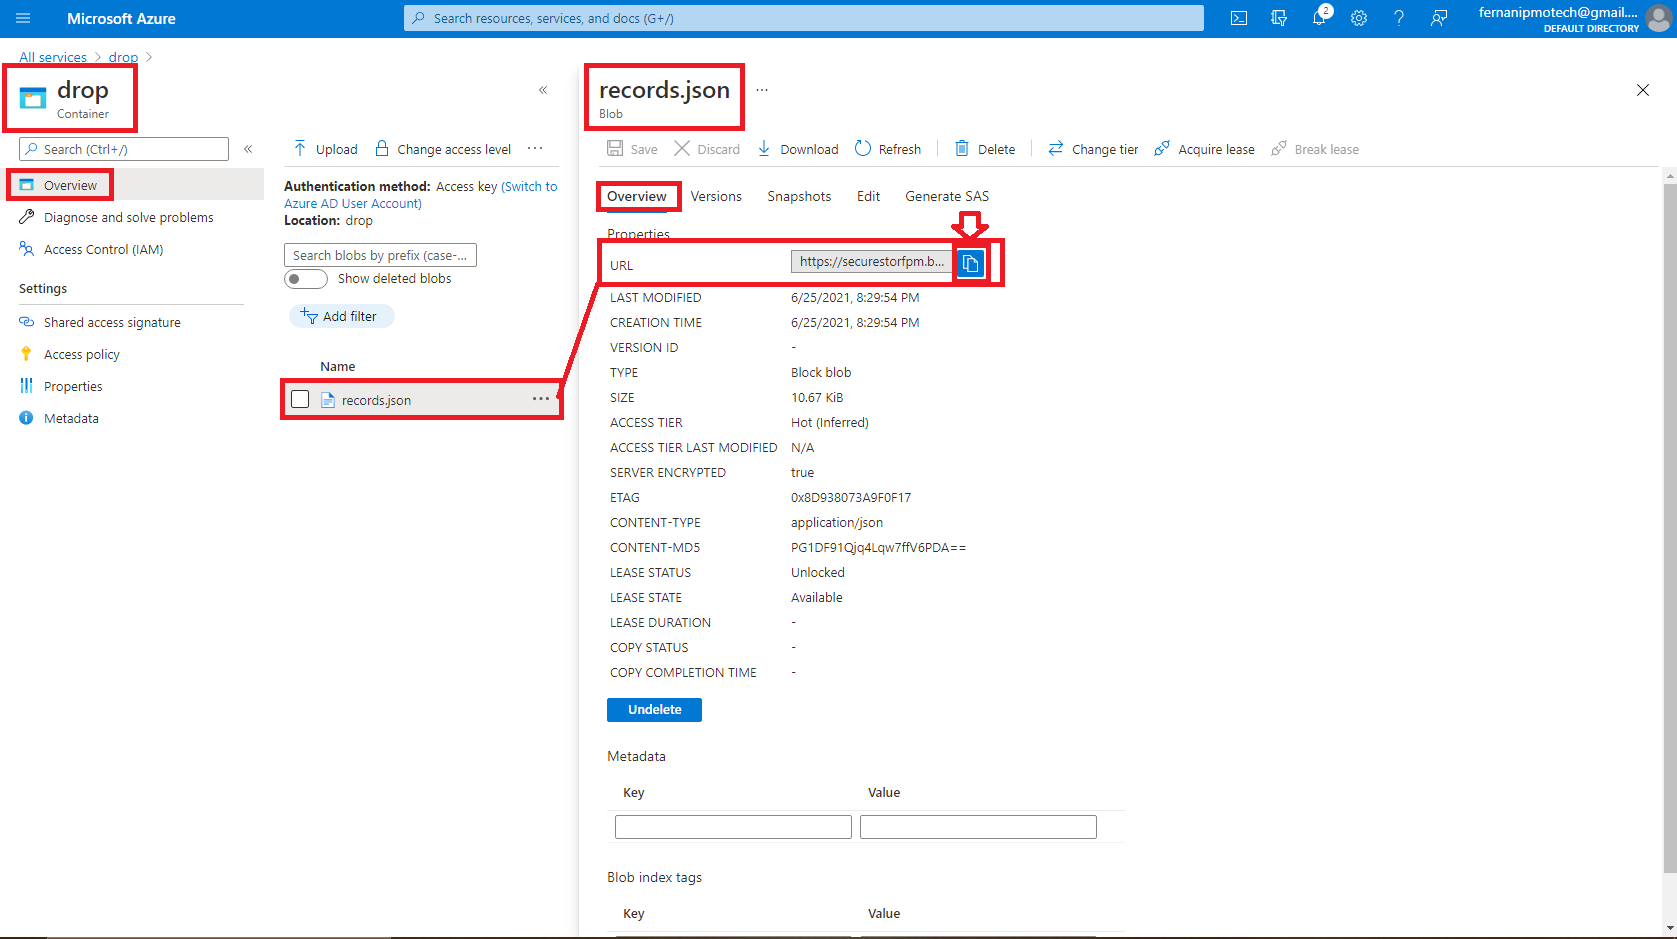 Microsoft Azure
Search resources, services, and docs (G+/)
2
fernanipmotech@gmail....
DEFAULT DIRECTORY
All services > drop >
drop
Container
«
Search (Ctrl+/)
«
Overview
Diagnose and solve problems
Access Control (IAM)
Settings
Shared access signature
Access policy
Properties
Metadata
Upload Change access level ...
Authentication method: Access key (Switch to
Azure AD User Account)
Location: drop
Search blobs by prefix (case-...
Show deleted blobs
Add filter
Name
records.json ...
records.json ...
Blob
Save Discard Download Refresh Delete Change tier Acquire lease Break lease
Overview Versions Snapshots Edit Generate SAS
Properties
URL https://securestorfpm.b...
LAST MODIFIED 6/25/2021, 8:29:54 PM
CREATION TIME 6/25/2021, 8:29:54 PM
VERSION ID -
TYPE Block blob
SIZE 10.67 KiB
ACCESS TIER Hot (Inferred)
ACCESS TIER LAST MODIFIED N/A
SERVER ENCRYPTED true
ETAG 0x8D938073A9F0F17
CONTENT-TYPE application/json
CONTENT-MD5 PG1DF91Qjq4Lqw7ffV6PDA==
LEASE STATUS Unlocked
LEASE STATE Available
LEASE DURATION -
COPY STATUS -
COPY COMPLETION TIME -
Undelete
Metadata
Key Value
Blob index tags
Key Value